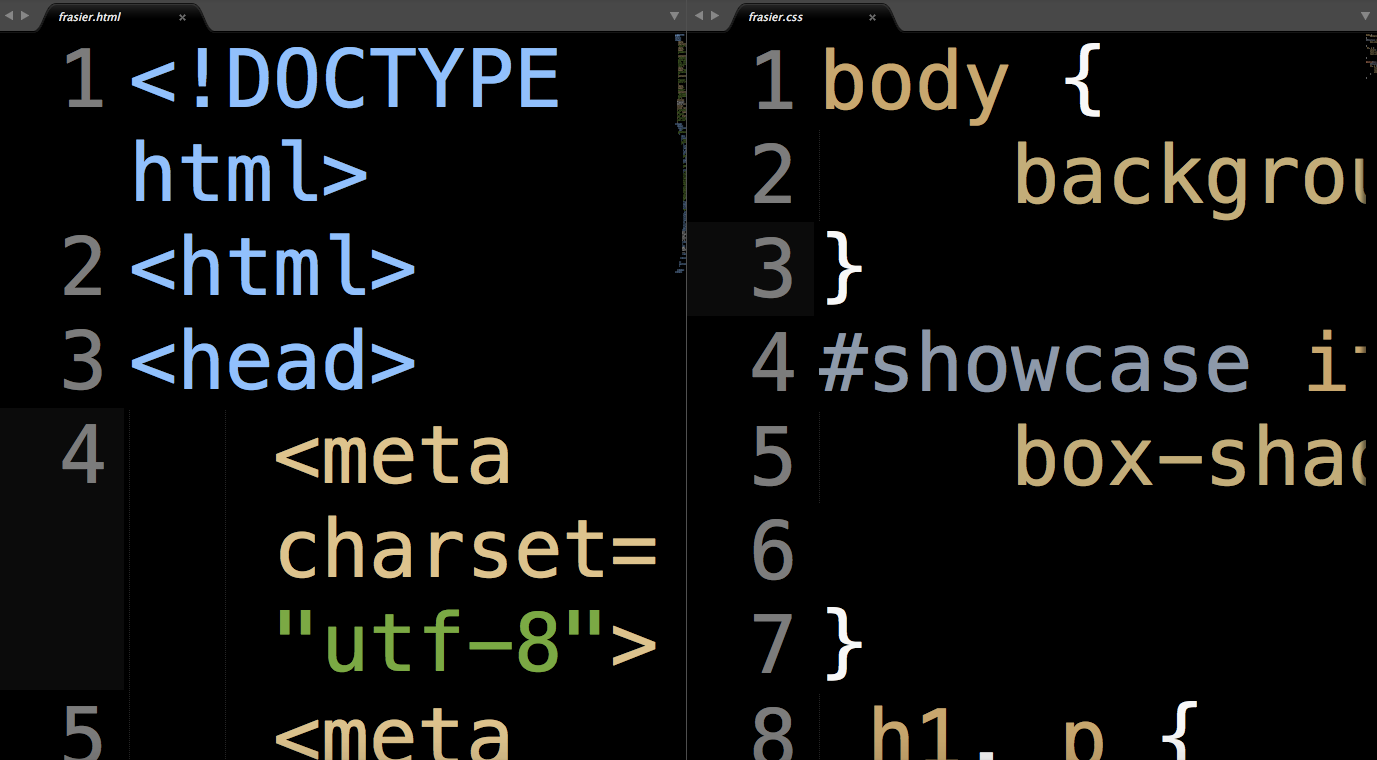 frasier.html
1 <!DOCTYPE
html>
2 <html>
3 <head>
4 <meta
charset=
"utf-8">
5 <meta
frasier.css
1 body {
2 backgrou
3 }
4 #showcase
5 box-shad
6
7 }
8 h1, p {